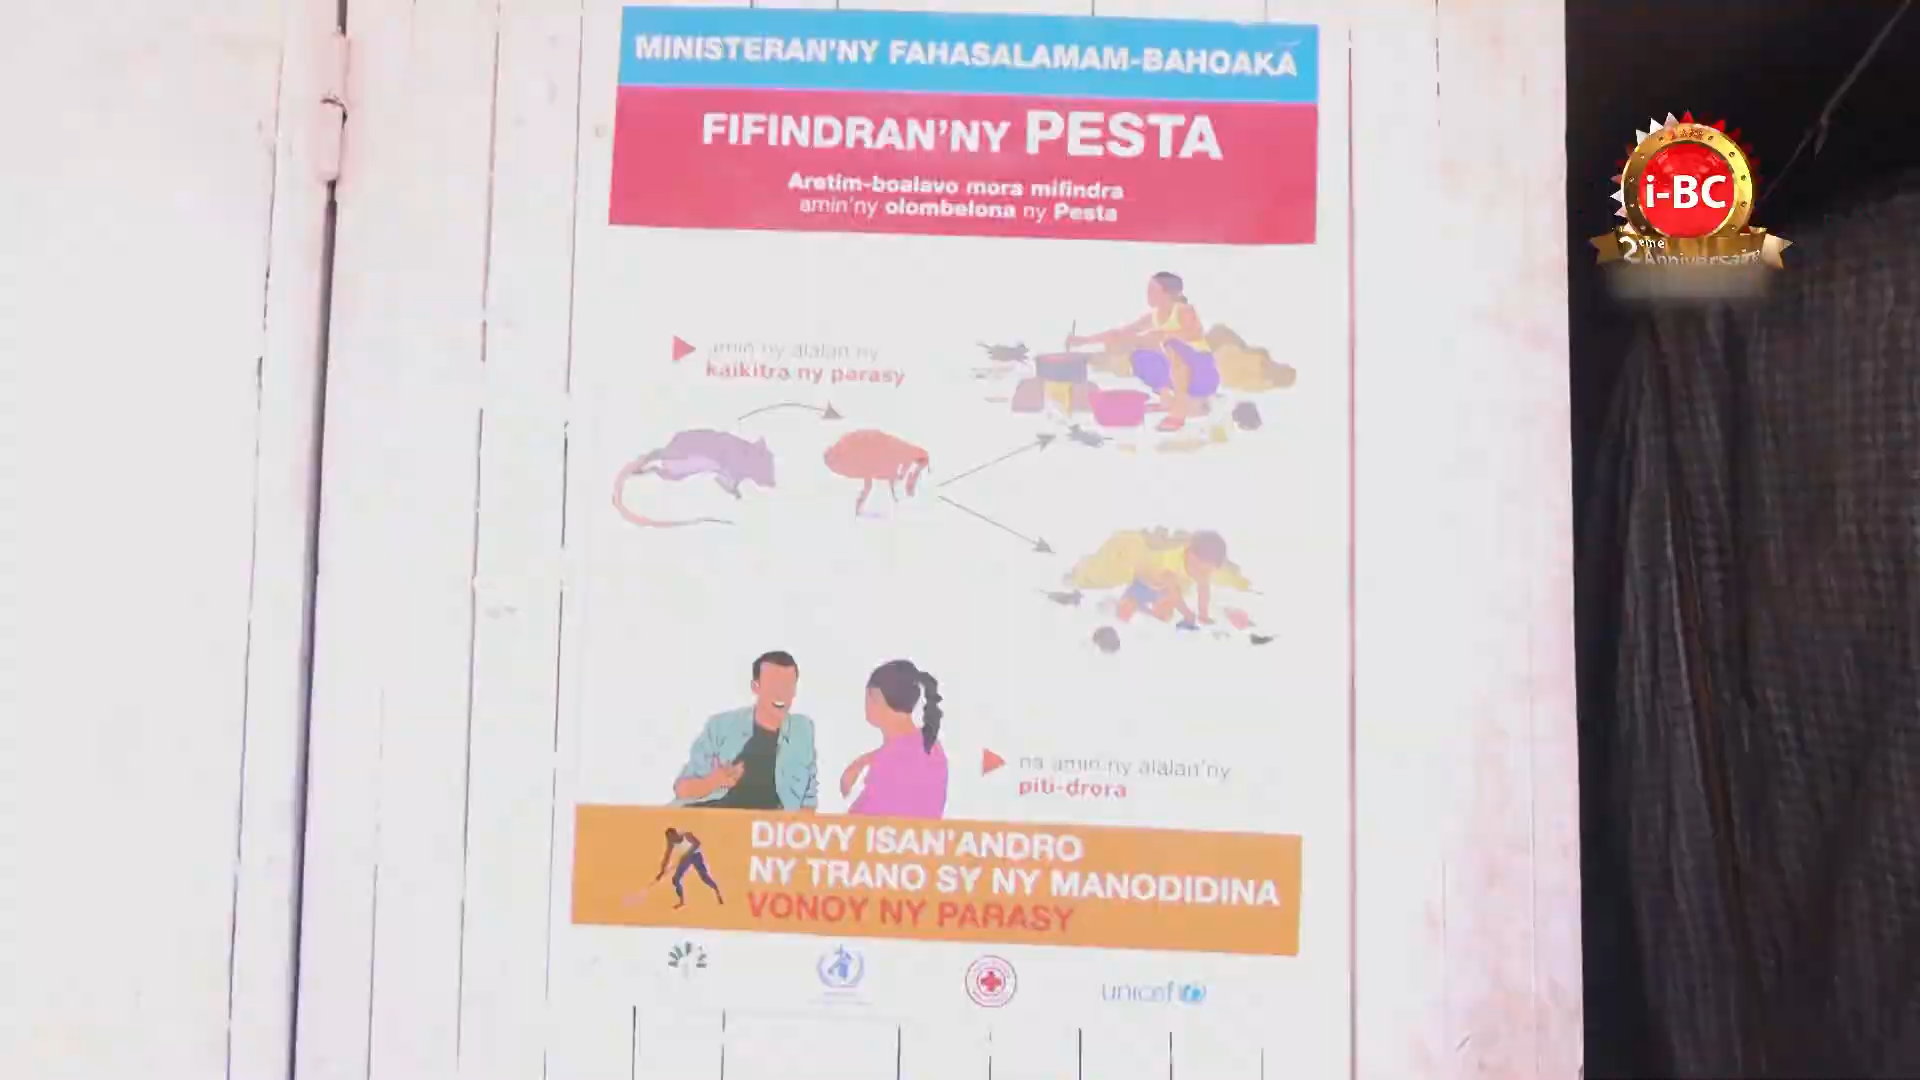 MINISTERAN'NY FAHASALAMAM-BAHOAKA
FIFINDRAN'NY PESTA
Aretim-boalavo mora mifindra
amin'ny olombelona ny Pesta
i-BC
2eme
Anniversaire
amin'ny alalan'ny
kaikitra ny parasy
na amin'ny alalan'ny
piti-drora
DIOVY ISAN'ANDRO
NY TRANO SY NY MANODIDINA
VONOY NY PARASY
unicef